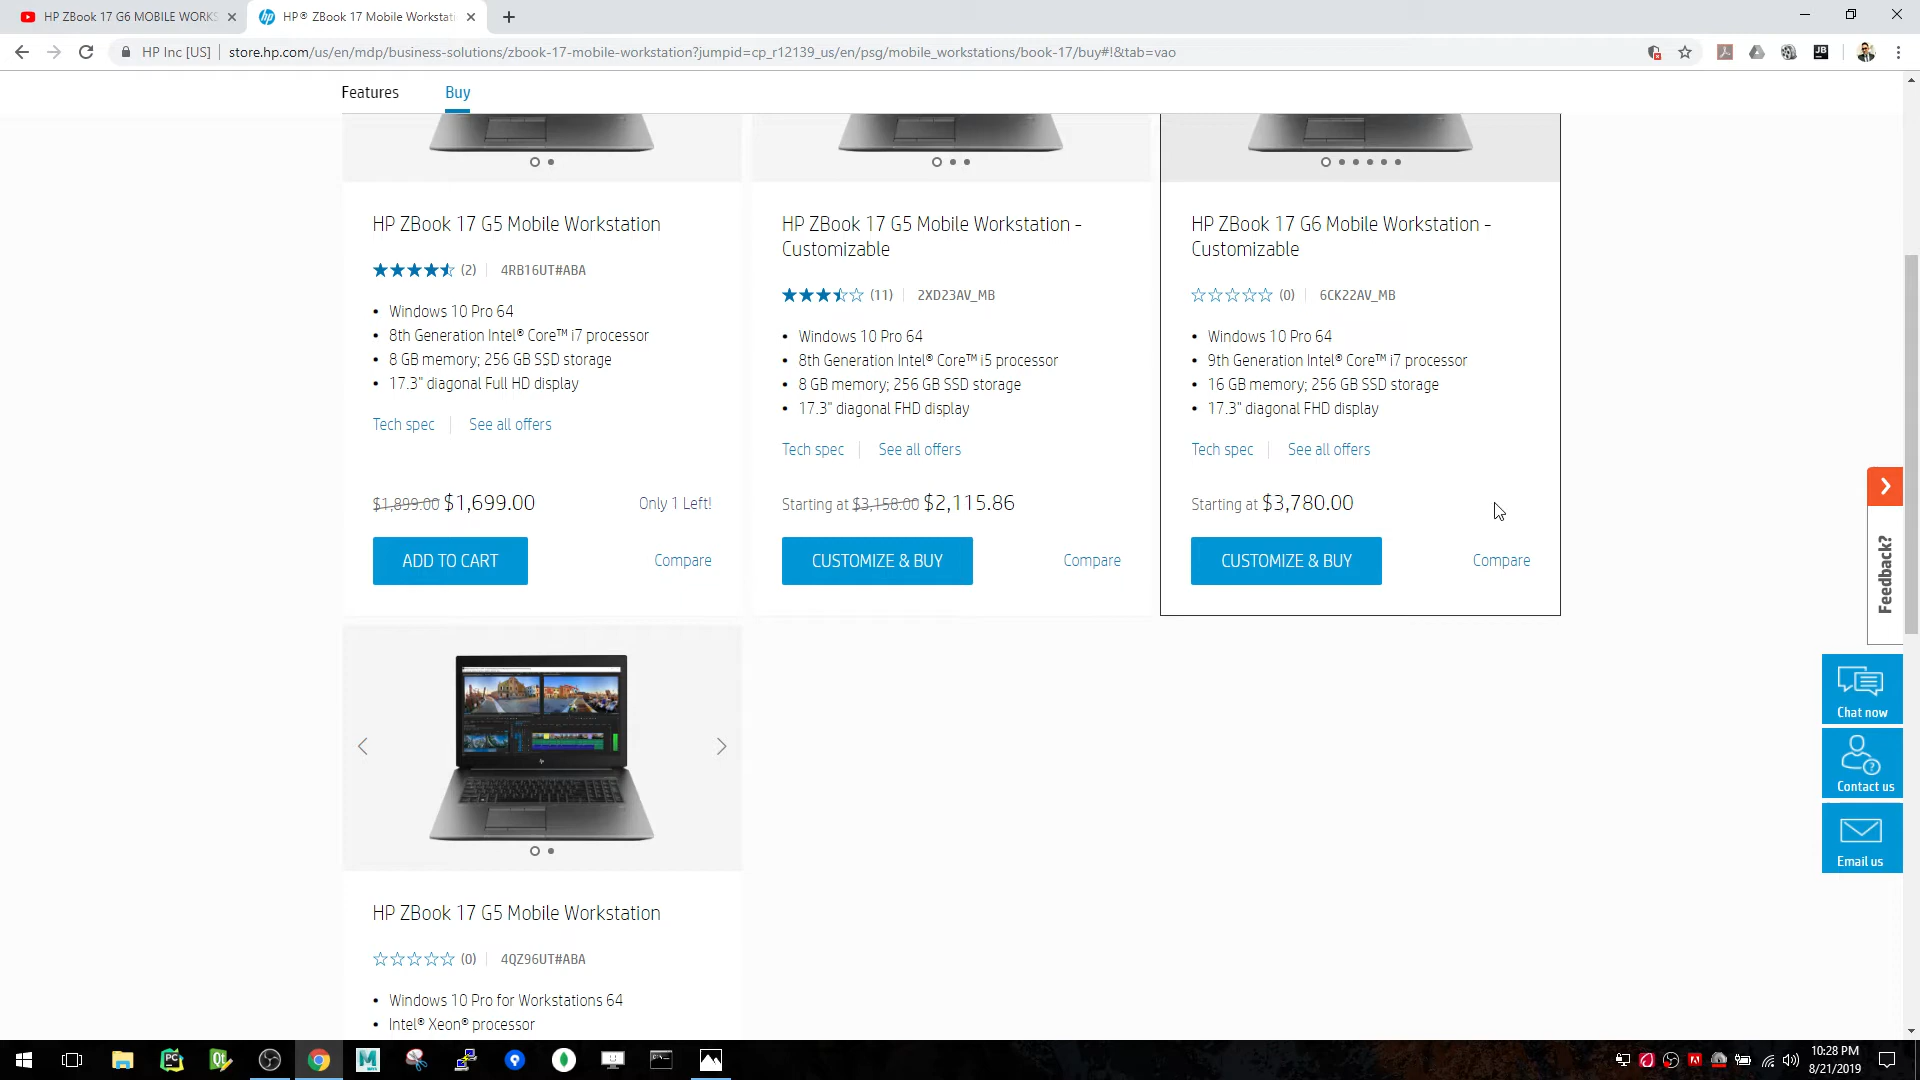 HP ZBook 17 G6 MOBILE WORKS
HP® ZBook 17 Mobile Workstati
HP Inc [US]
store.hp.com/us/en/mdp/business-solutions/zbook-17-mobile-workstation?jumpid=cp_r12139_us/en/psg/mobile_workstations/book-17/buy#!&tab=vao
JB
Features
Buy
HP ZBook 17 G5 Mobile Workstation
(2)
4RB16UT#ABA
• Windows 10 Pro 64
• 8th Generation Intel® Core™ i7 processor
• 8 GB memory; 256 GB SSD storage
• 17.3" diagonal Full HD display
Tech spec
See all offers
$1,899.00 $1,699.00
Only 1 Left!
ADD TO CART
Compare
HP ZBook 17 G5 Mobile Workstation -
Customizable
(11)
2XD23AV_MB
• Windows 10 Pro 64
• 8th Generation Intel® Core™ i5 processor
• 8 GB memory; 256 GB SSD storage
• 17.3" diagonal FHD display
Tech spec
See all offers
Starting at $3,158.00 $2,115.86
CUSTOMIZE & BUY
Compare
HP ZBook 17 G6 Mobile Workstation -
Customizable
(0)
6CK22AV_MB
• Windows 10 Pro 64
• 9th Generation Intel® Core™ i7 processor
• 16 GB memory; 256 GB SSD storage
• 17.3" diagonal FHD display
Tech spec
See all offers
Starting at $3,780.00
CUSTOMIZE & BUY
Compare
HP ZBook 17 G5 Mobile Workstation
(0)
4QZ96UT#ABA
• Windows 10 Pro for Workstations 64
• Intel® Xeon® processor
Feedback?
Chat now
Contact us
Email us
PC
Qt
M
10:28 PM
8/21/2019